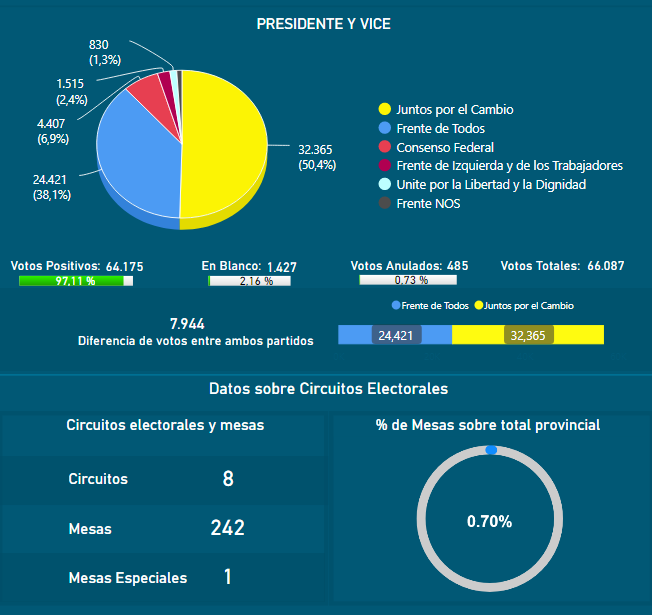 PRESIDENTE Y VICE
830
(1,3%)
1.515
(2,4%)
4.407
(6,9%)
24.421
(38,1%)
32.365
(50,4%)
Juntos por el Cambio
Frente de Todos
Consenso Federal
Frente de Izquierda y de los Trabajadores
Unite por la Libertad y la Dignidad
Frente NOS
Votos Positivos: 64.175
97,11 %
En Blanco: 1.427
2,16 %
Votos Anulados: 485
0,73 %
Votos Totales: 66.087
7.944
Diferencia de votos entre ambos partidos
Frente de Todos Juntos por el Cambio
24,421 32,365
Datos sobre Circuitos Electorales
Circuitos electorales y mesas
Circuitos 8
Mesas 242
Mesas Especiales 1
% de Mesas sobre total provincial
0.70%